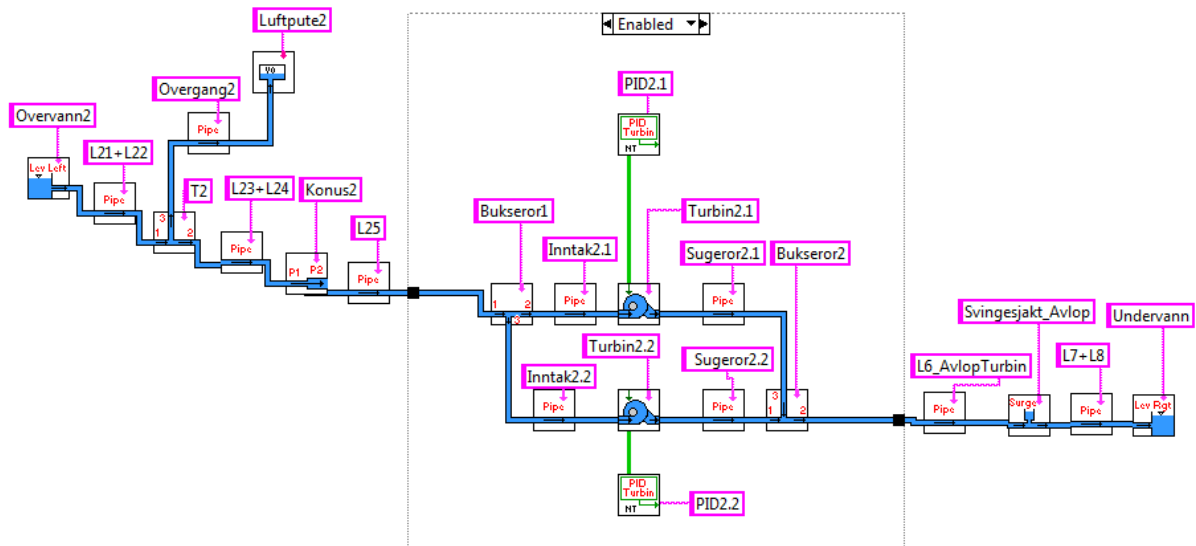 Enabled
Luftpute2
V0
Overgang2
Pipe
Overvann2
Lev Left
L21+L22
Pipe
T2
3
1 2
L23+L24
Pipe
Konus2
P1 P2
L25
Pipe
PID2.1
PID
Turbin
NT
Bukseror1
1 2
3
Inntak2.1
Pipe
Turbin2.1
Sugeror2.1
Pipe
Bukseror2
3
1 2
Inntak2.2
Pipe
Turbin2.2
Sugeror2.2
Pipe
PID
Turbin
NT
PID2.2
L6_AvlopTurbin
Pipe
Svingesjakt_Avlop
Surge
L7+L8
Pipe
Undervann
Lev Rgt